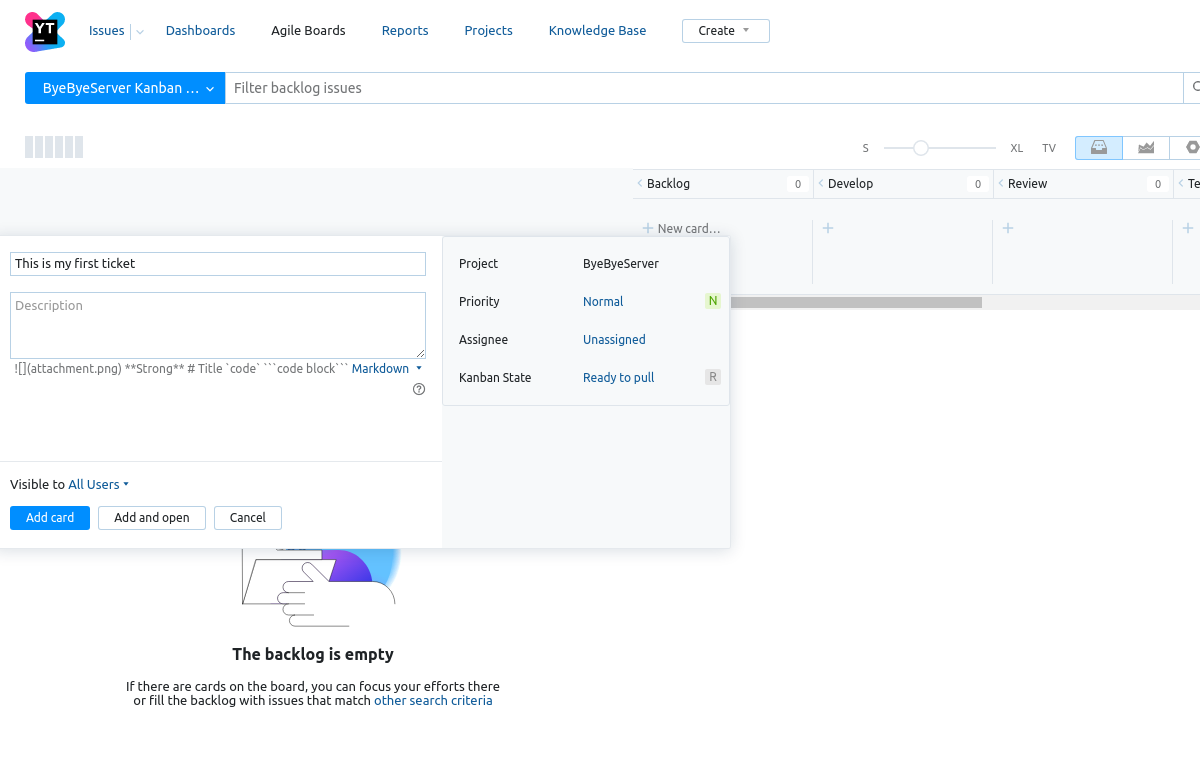 YT
Issues Dashboards Agile Boards Reports Projects Knowledge Base Create
ByeByeServer Kanban ... Filter backlog issues
S XL TV
Backlog 0 Develop 0 Review 0 Te
New card...
This is my first ticket
Description
![](attachment.png) **Strong** # Title `code` ```code block``` Markdown
Project ByeByeServer
Priority Normal N
Assignee Unassigned
Kanban State Ready to pull R
Visible to All Users
Add card Add and open Cancel
The backlog is empty
If there are cards on the board, you can focus your efforts there
or fill the backlog with issues that match other search criteria